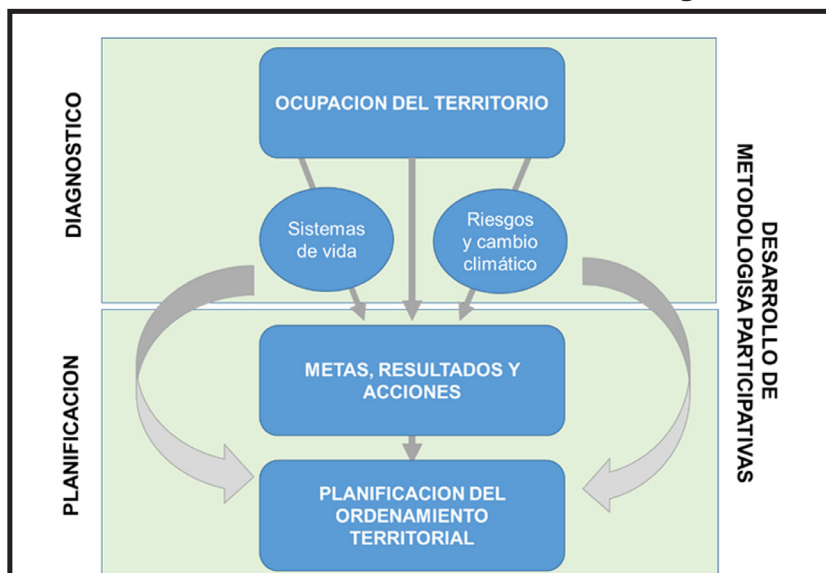 OCUPACION DEL TERRITORIO
DIAGNOSTICO
Sistemas
de vida
Riesgos
y cambio
climático
DESARROLLO DE
METODOLOGISA PARTICIPATIVAS
METAS, RESULTADOS Y
ACCIONES
PLANIFICACION
PLANIFICACION DEL
ORDENAMIENTO
TERRITORIAL